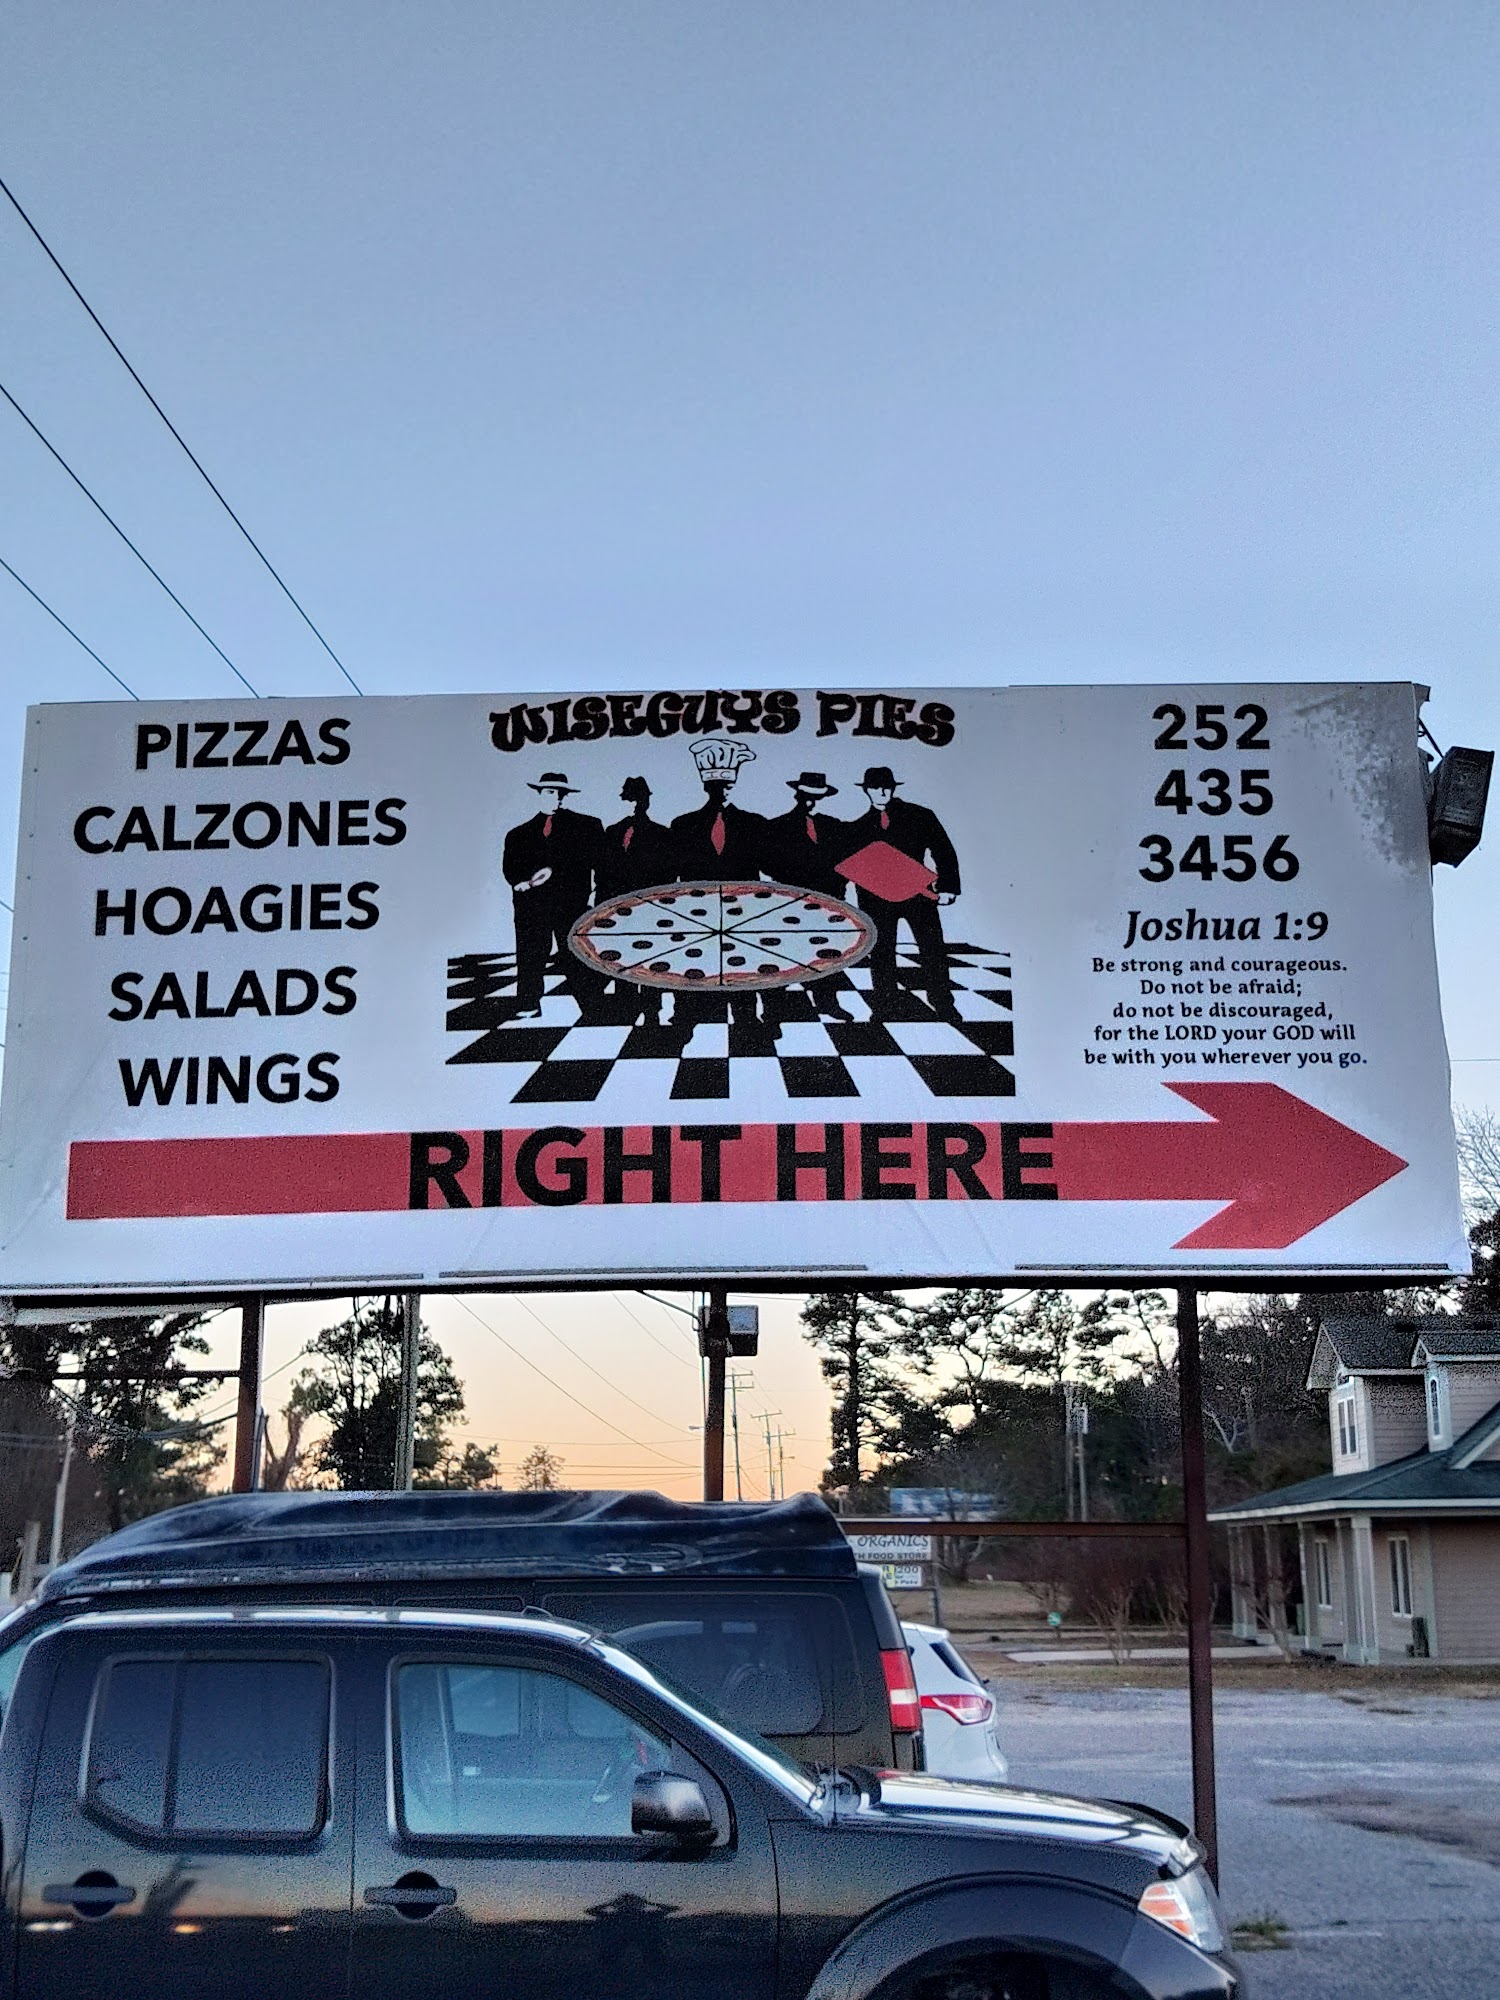 WISEGUYS PIES
PIZZAS
CALZONES
HOAGIES
SALADS
WINGS
252
435
3456
Joshua 1:9
Be strong and courageous.
Do not be afraid;
do not be discouraged,
for the LORD your GOD will
be with you wherever you go.
RIGHT HERE
ORGANICS
FOOD STORE